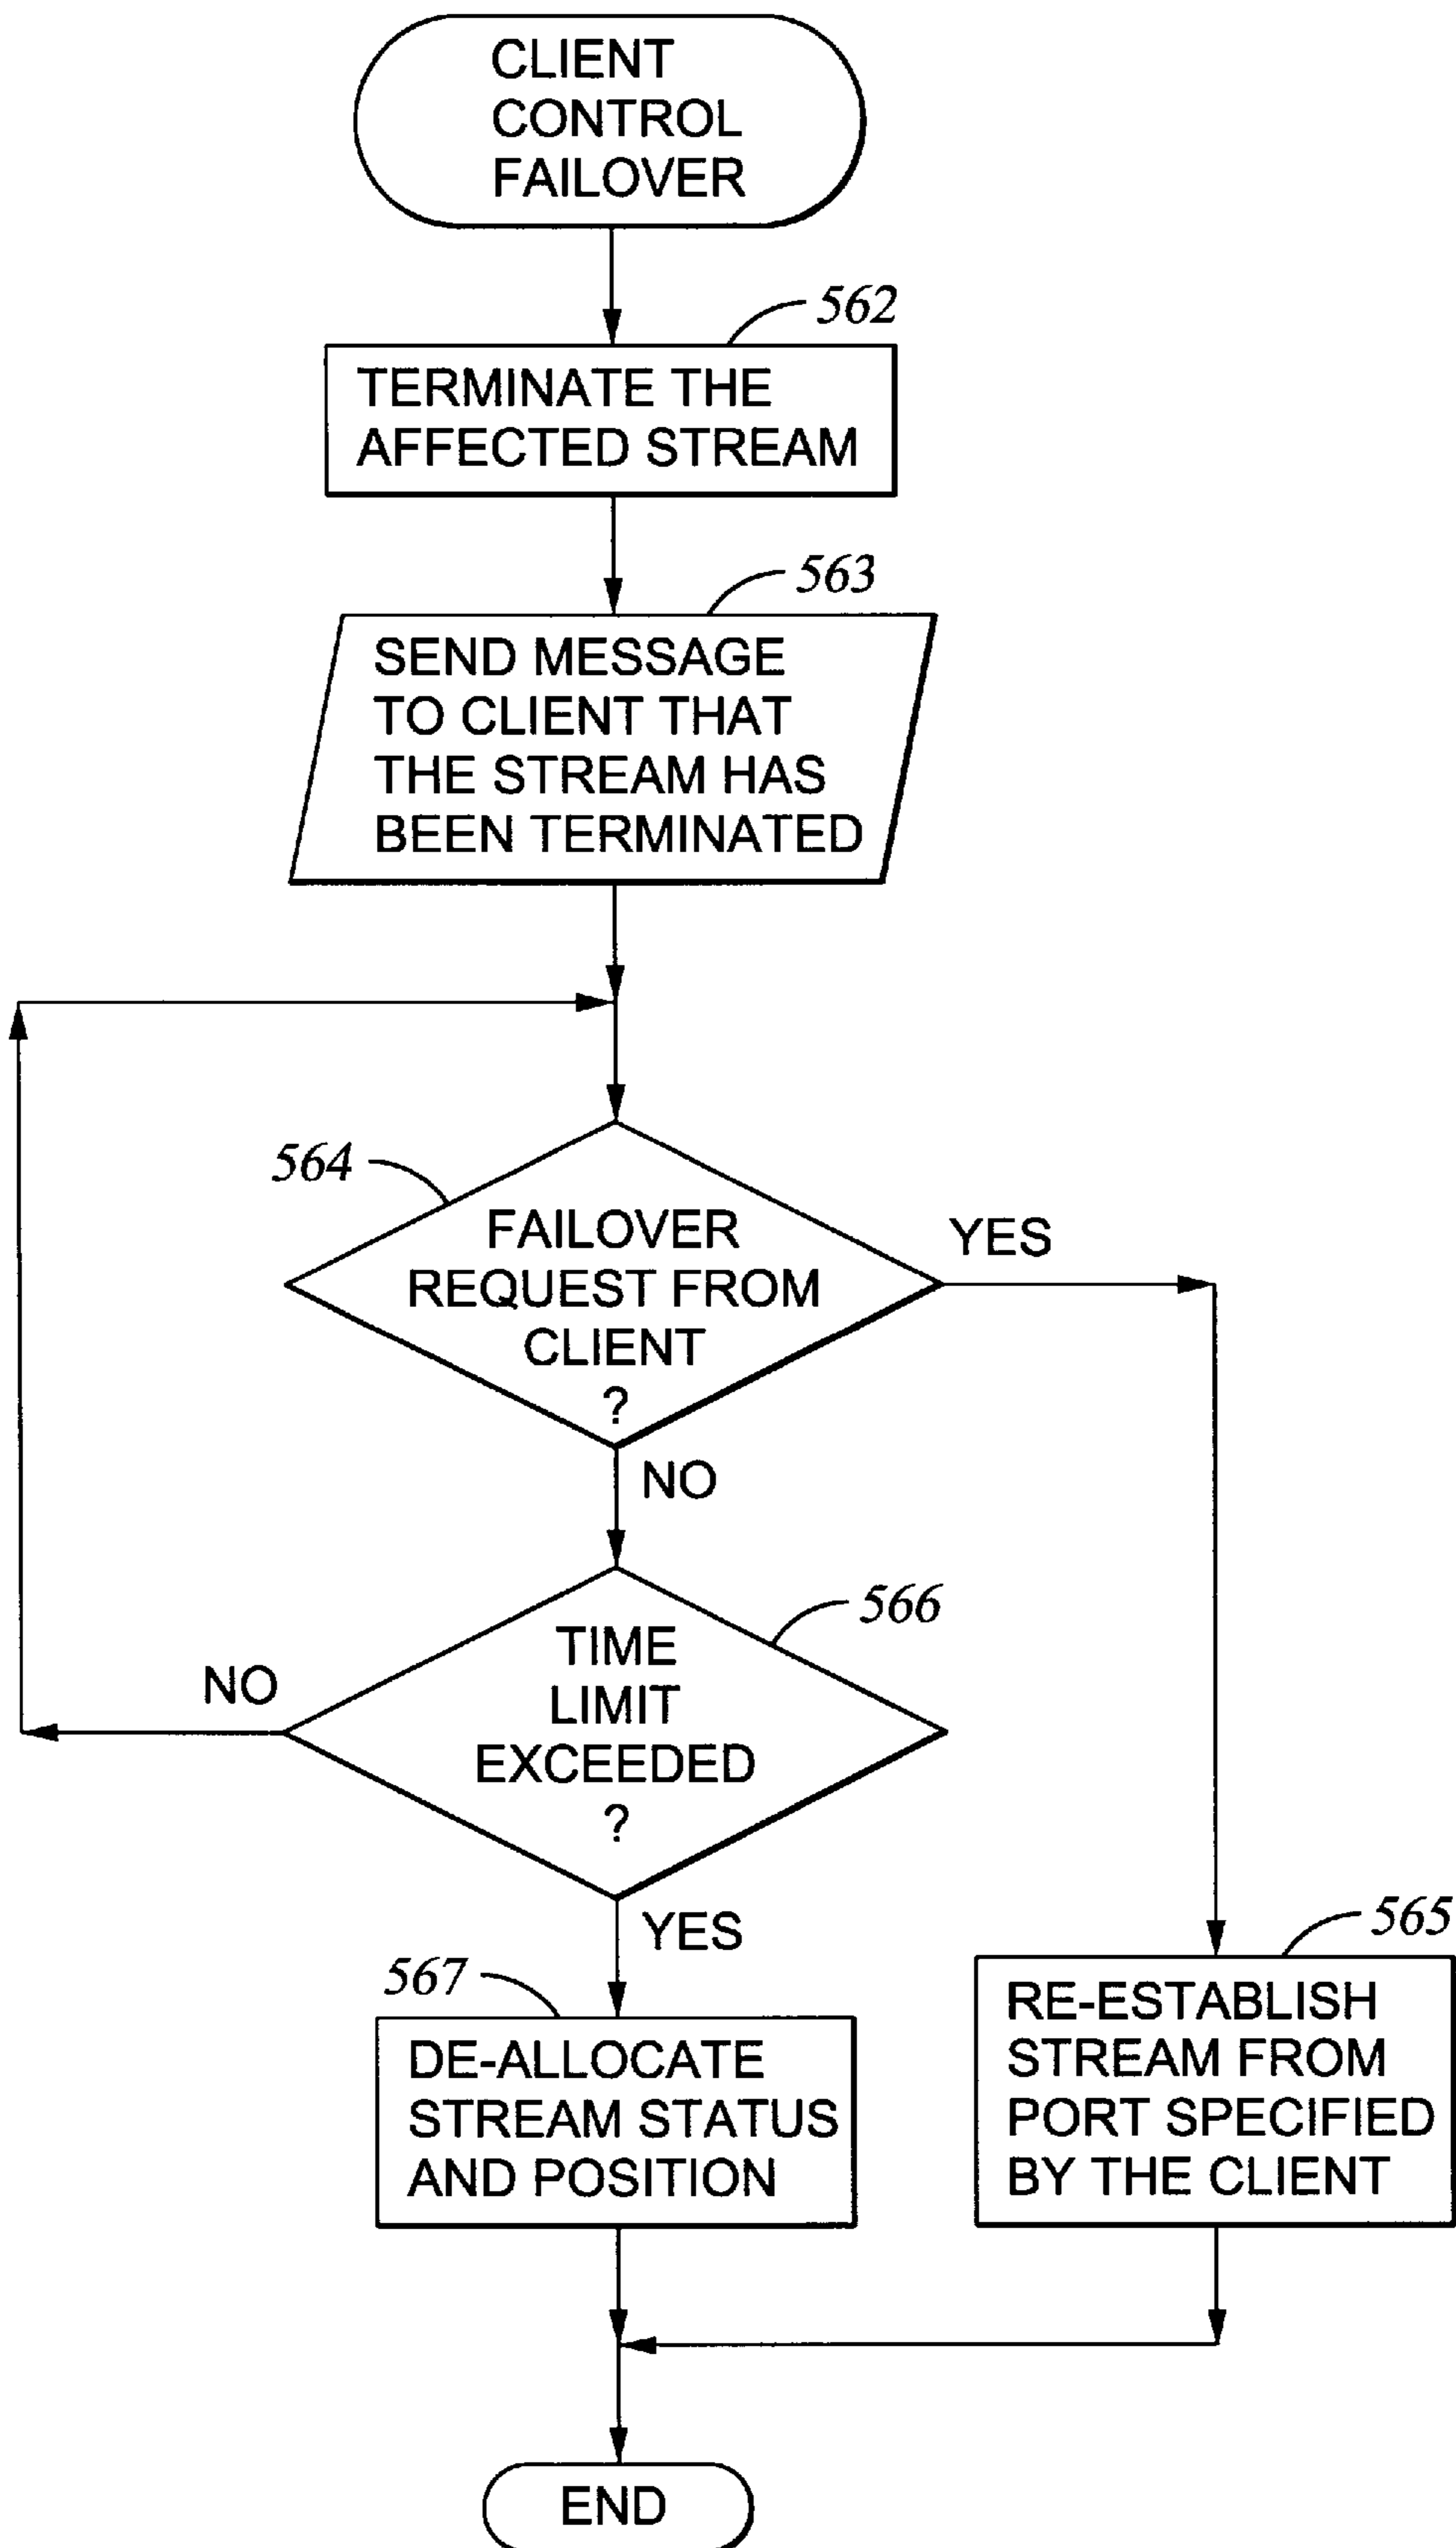 CLIENT
CONTROL
FAILOVER
562
TERMINATE THE
AFFECTED STREAM
563
SEND MESSAGE
TO CLIENT THAT
THE STREAM HAS
BEEN TERMINATED
564
FAILOVER
REQUEST FROM
CLIENT
?
YES
NO
566
TIME
LIMIT
EXCEEDED
?
NO
YES
567
DE-ALLOCATE
STREAM STATUS
AND POSITION
565
RE-ESTABLISH
STREAM FROM
PORT SPECIFIED
BY THE CLIENT
END